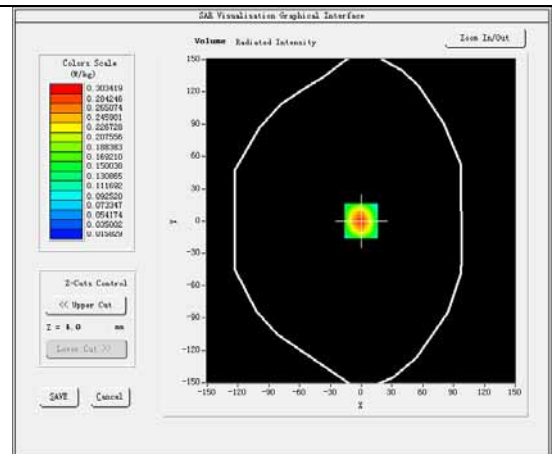 SAR Visualisation Graphical Interface
Volume Radiated Intensity
Zoom In/Out
Colors Scale
(W/kg)
0.303419
0.284246
0.265074
0.245901
0.226728
0.207556
0.188383
0.169210
0.150038
0.130865
0.111692
0.092520
0.073347
0.054174
0.035002
0.015829
150
120
90
60
30
0
-30
-60
-90
-120
-150
Y
-150 -120 -90 -60 -30 0 30 60 90 120 150
X
Z-Cuts Control
<< Upper Cut
Z = 4.0 mm
Lower Cut >>
SAVE Cancel